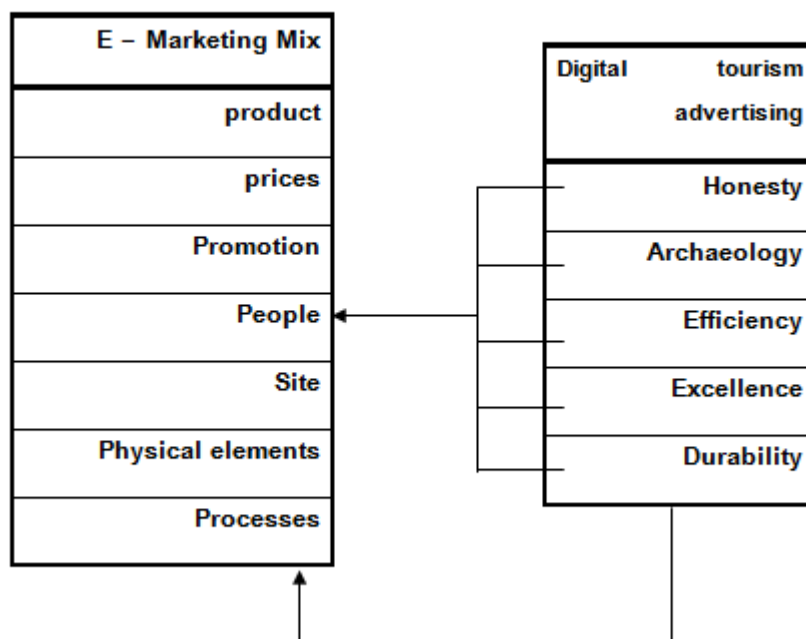 E – Marketing Mix
product
prices
Promotion
People
Site
Physical elements
Processes
Digital tourism
advertising
Honesty
Archaeology
Efficiency
Excellence
Durability